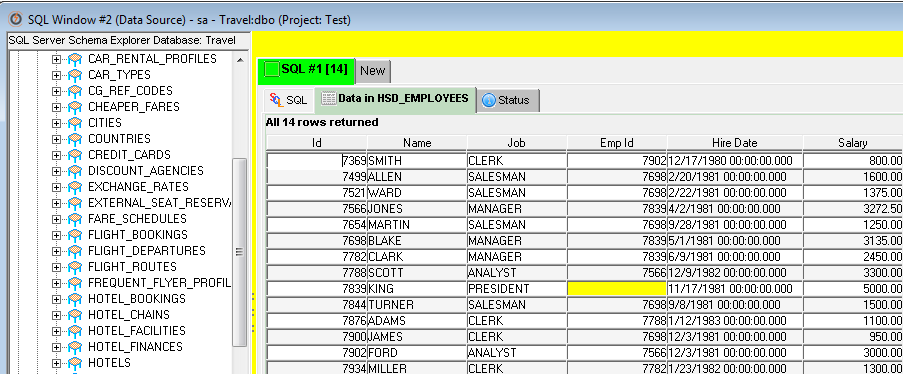 SQL Window #2 (Data Source) - sa - Travel:dbo (Project: Test)
SQL Server Schema Explorer Database: Travel
CAR_RENTAL_PROFILES
CAR_TYPES
CG_REF_CODES
CHEAPER_FARES
CITIES
COUNTRIES
CREDIT_CARDS
DISCOUNT_AGENCIES
EXCHANGE_RATES
EXTERNAL_SEAT_RESERV
FARE_SCHEDULES
FLIGHT_BOOKINGS
FLIGHT_DEPARTURES
FLIGHT_ROUTES
FREQUENT_FLYER_PROFIL
HOTEL_BOOKINGS
HOTEL_CHAINS
HOTEL_FACILITIES
HOTEL_FINANCES
HOTELS
SQL #1 [14] New
SQL Data in HSD_EMPLOYEES Status
All 14 rows returned
Id Name Job Emp Id Hire Date Salary
7369 SMITH CLERK 7902 12/17/1980 00:00:00.000 800.00
7499 ALLEN SALESMAN 7698 2/20/1981 00:00:00.000 1600.00
7521 WARD SALESMAN 7698 2/22/1981 00:00:00.000 1375.00
7566 JONES MANAGER 7839 4/2/1981 00:00:00.000 3272.50
7654 MARTIN SALESMAN 7698 9/28/1981 00:00:00.000 1250.00
7698 BLAKE MANAGER 7839 5/1/1981 00:00:00.000 3135.00
7782 CLARK MANAGER 7839 6/9/1981 00:00:00.000 2450.00
7788 SCOTT ANALYST 7566 12/9/1982 00:00:00.000 3300.00
7839 KING PRESIDENT 11/17/1981 00:00:00.000 5000.00
7844 TURNER SALESMAN 7698 9/8/1981 00:00:00.000 1500.00
7876 ADAMS CLERK 7788 1/12/1983 00:00:00.000 1100.00
7900 JAMES CLERK 7698 12/3/1981 00:00:00.000 950.00
7902 FORD ANALYST 7566 12/3/1981 00:00:00.000 3000.00
7934 MILLER CLERK 7782 1/23/1982 00:00:00.000 1300.00